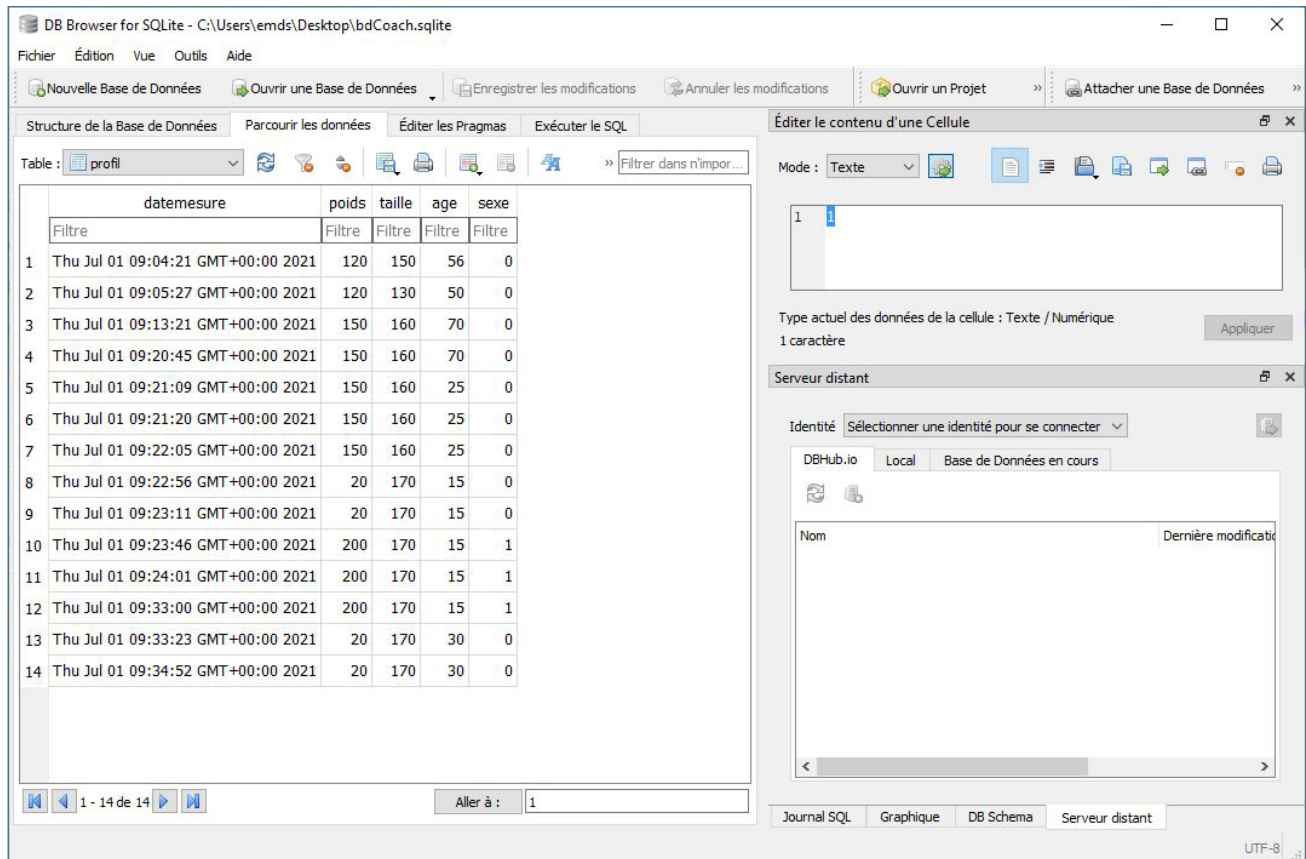 DB Browser for SQLite - C:\Users\emds\Desktop\bdCoach.sqlite
Fichier Édition Vue Outils Aide
Nouvelle Base de Données Ouvrir une Base de Données Enregistrer les modifications Annuler les modifications Ouvrir un Projet » Attacher une Base de Données »
Structure de la Base de Données Parcourir les données Éditer les Pragmas Exécuter le SQL
Table : profil » Filtrer dans n'impor...
datemesure poids taille age sexe
Filtre Filtre Filtre Filtre Filtre
1 Thu Jul 01 09:04:21 GMT+00:00 2021 120 150 56 0
2 Thu Jul 01 09:05:27 GMT+00:00 2021 120 130 50 0
3 Thu Jul 01 09:13:21 GMT+00:00 2021 150 160 70 0
4 Thu Jul 01 09:20:45 GMT+00:00 2021 150 160 70 0
5 Thu Jul 01 09:21:09 GMT+00:00 2021 150 160 25 0
6 Thu Jul 01 09:21:20 GMT+00:00 2021 150 160 25 0
7 Thu Jul 01 09:22:05 GMT+00:00 2021 150 160 25 0
8 Thu Jul 01 09:22:56 GMT+00:00 2021 20 170 15 0
9 Thu Jul 01 09:23:11 GMT+00:00 2021 20 170 15 0
10 Thu Jul 01 09:23:46 GMT+00:00 2021 200 170 15 1
11 Thu Jul 01 09:24:01 GMT+00:00 2021 200 170 15 1
12 Thu Jul 01 09:33:00 GMT+00:00 2021 200 170 15 1
13 Thu Jul 01 09:33:23 GMT+00:00 2021 20 170 30 0
14 Thu Jul 01 09:34:52 GMT+00:00 2021 20 170 30 0
1 - 14 de 14 Aller à : 1
Éditer le contenu d'une Cellule
Mode : Texte
1 1
Type actuel des données de la cellule : Texte / Numérique
1 caractère
Appliquer
Serveur distant
Identité Sélectionner une identité pour se connecter
DBHub.io Local Base de Données en cours
Nom Dernière modificatio
Journal SQL Graphique DB Schema Serveur distant
UTF-8